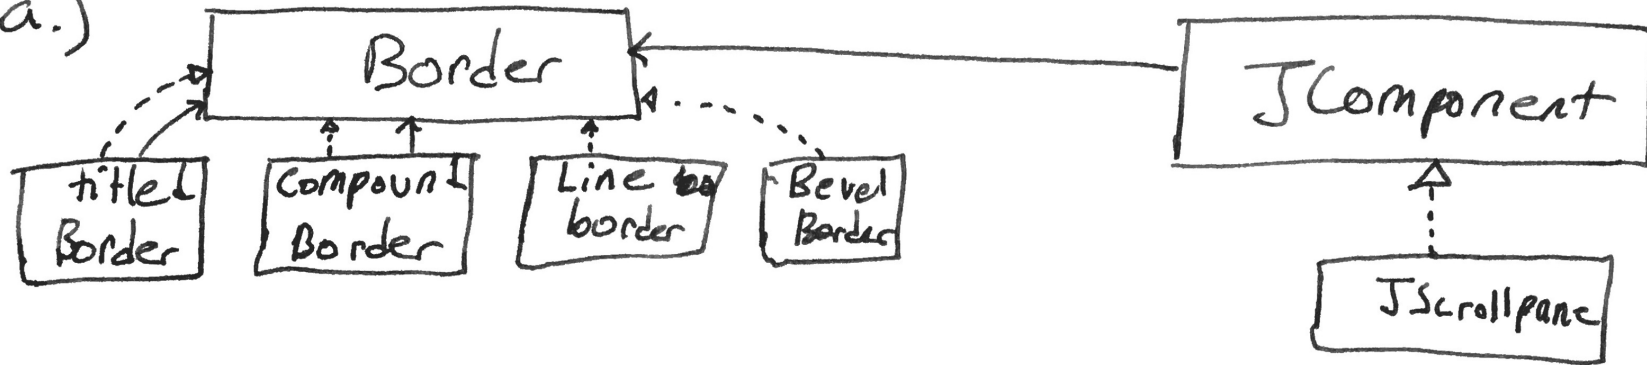 a.)
Border
JComponent
titled
Border
Compound
Border
Line
border
Bevel
Border
JScrollpane